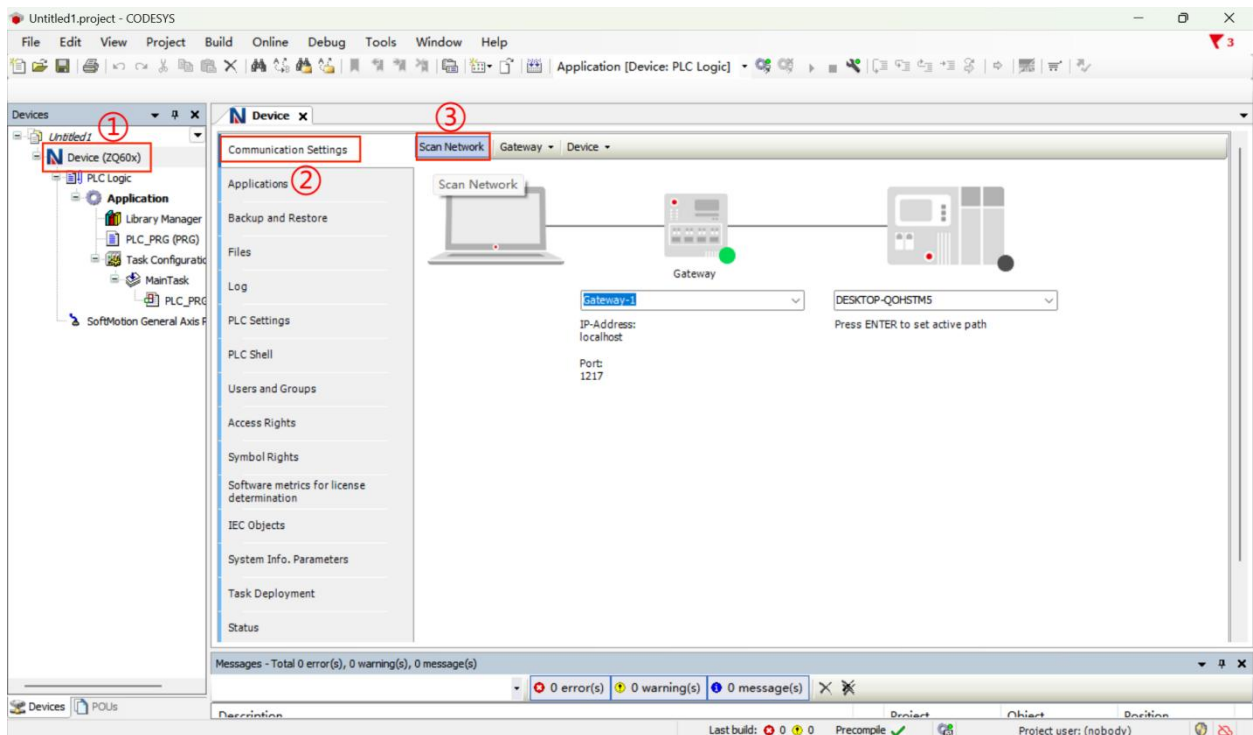 Untitled1.project - CODESYS
File Edit View Project Build Online Debug Tools Window Help
3
Application [Device: PLC Logic]
Devices
Device
①
③
Untitled1
Device (ZQ60x)
PLC Logic
Application
Library Manager
PLC_PRG (PRG)
Task Configuratio
MainTask
PLC_PRG
SoftMotion General Axis P
Communication Settings
②
Applications
Backup and Restore
Files
Log
PLC Settings
PLC Shell
Users and Groups
Access Rights
Symbol Rights
Software metrics for license
determination
IEC Objects
System Info. Parameters
Task Deployment
Status
Scan Network Gateway Device
Scan Network
Gateway
Gateway-1
DESKTOP-QOHSTM5
IP-Address:
localhost
Press ENTER to set active path
Port:
1217
Messages - Total 0 error(s), 0 warning(s), 0 message(s)
0 error(s) 0 warning(s) 0 message(s)
Devices POUs
Description Project Object Position
Last build: 0 0 Precompile Project user: (nobody)